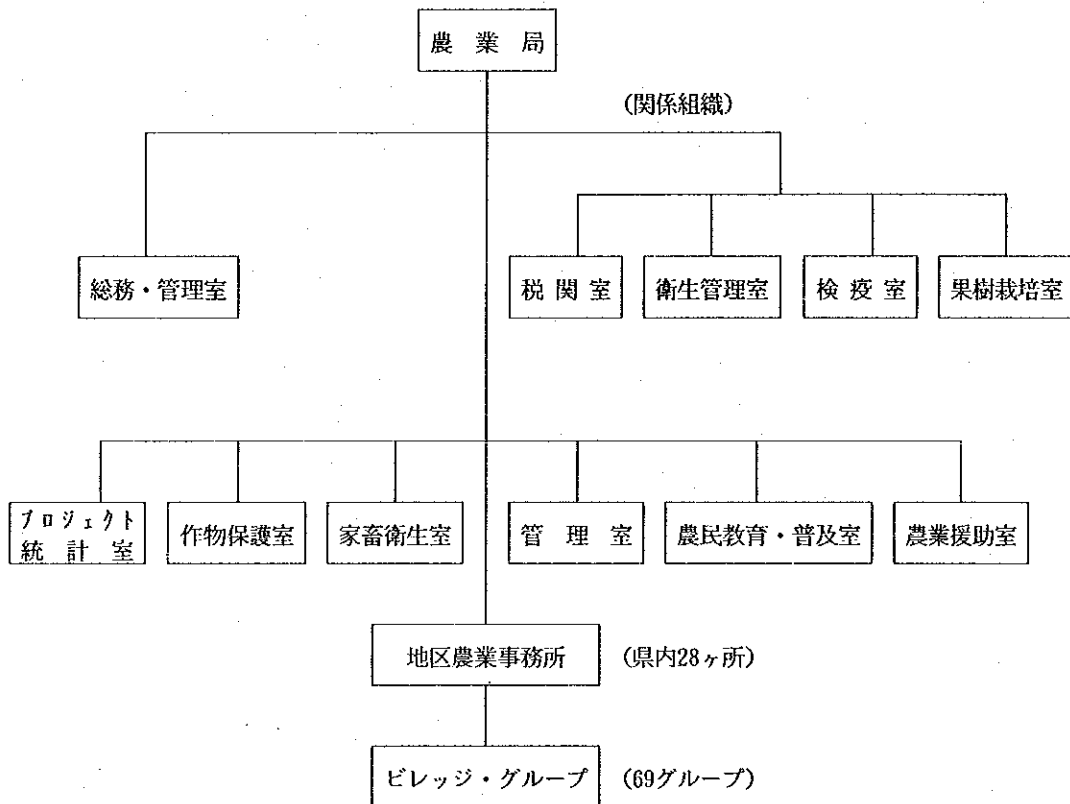 農業局
(関係組織)
総務・管理室
税関室
衛生管理室
検疫室
果樹栽培室
プロジェクト
統計室
作物保護室
家畜衛生室
管理室
農民教育・普及室
農業援助室
地区農業事務所
(県内28ヶ所)
ビレッジ・グループ
(69グループ)